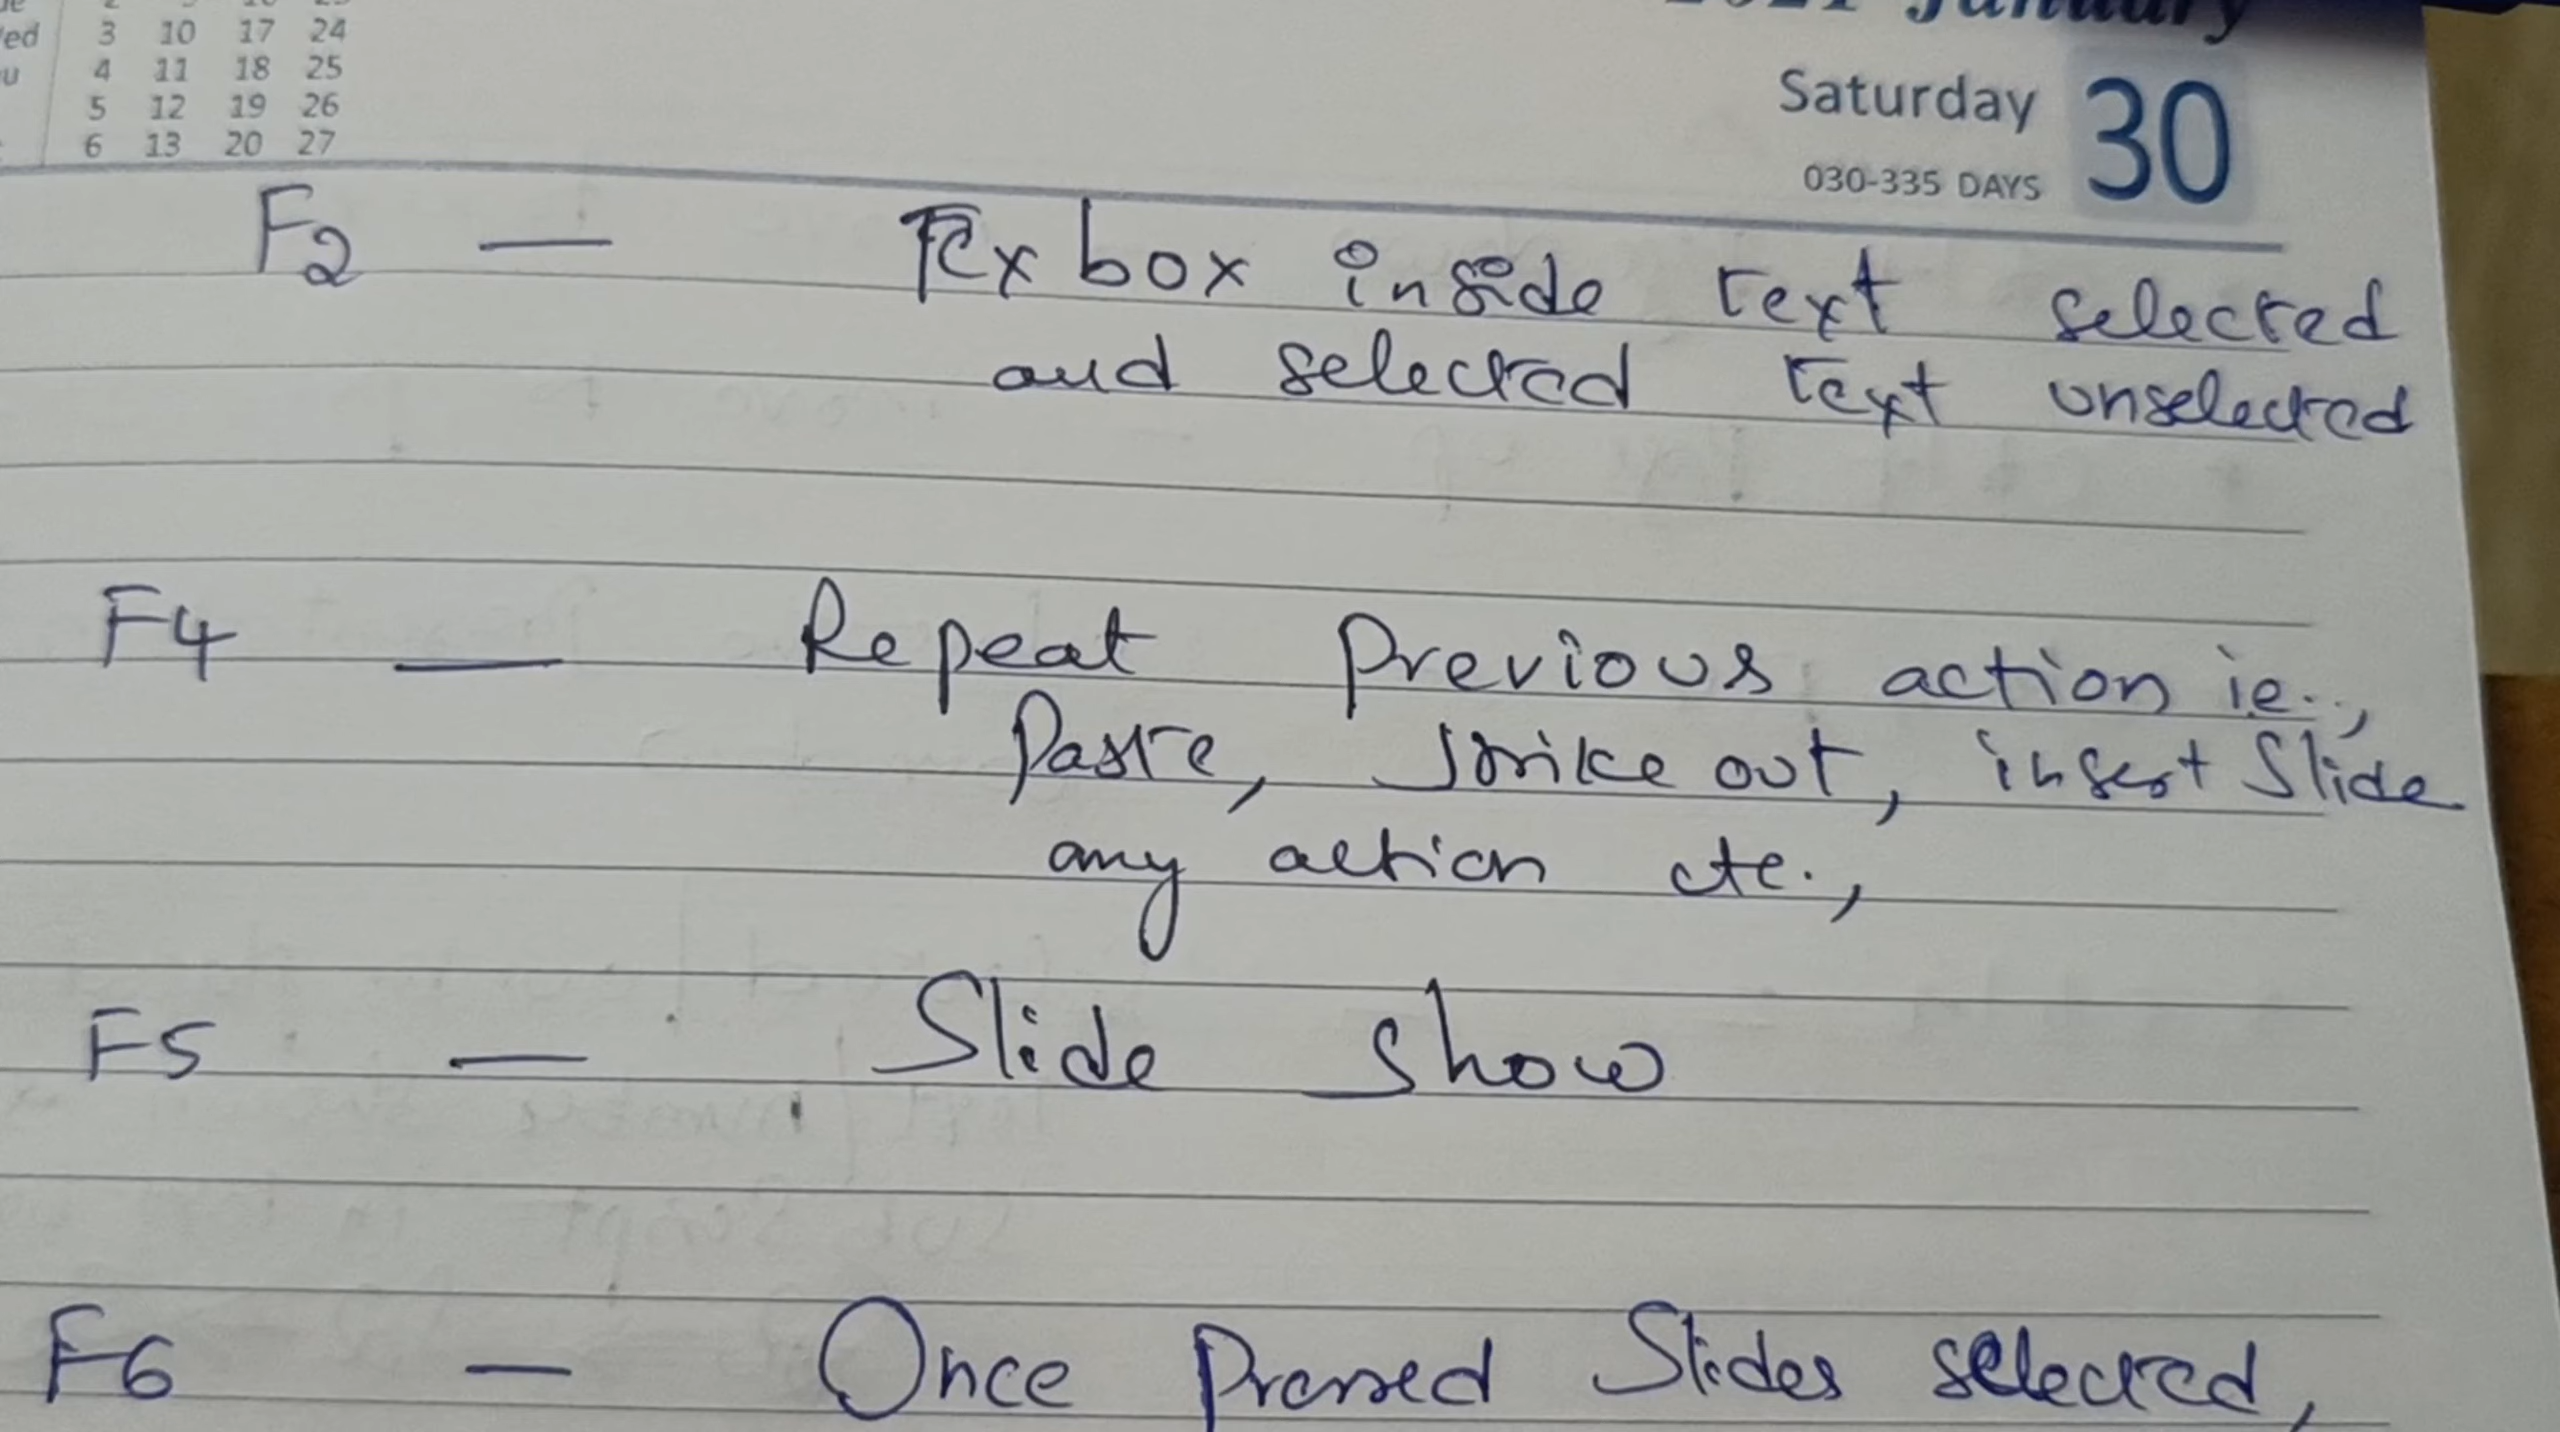 2021 January
Saturday 30
030-335 DAYS
3 10 17 24
4 11 18 25
5 12 19 26
6 13 20 27
F2 — Tex box inside text selected
and selected text unselected
F4 — Repeat Previous action ie.,
Paste, strike out, insert Slide
any action etc.,
F5 — Slide show
F6 — Once Pressed Slides selected,